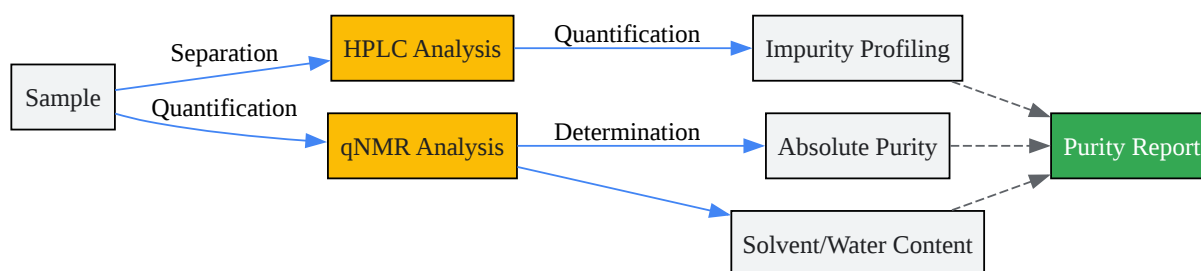 Separation
HPLC Analysis
Quantification
Impurity Profiling
Sample
Quantification
qNMR Analysis
Determination
Absolute Purity
Purity Report
Solvent/Water Content